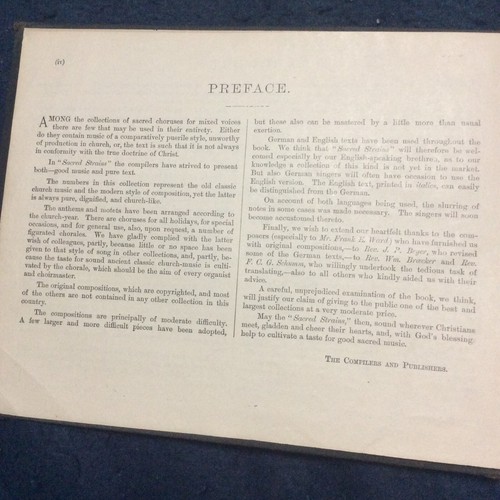 (iv)
PREFACE.
AMONG the collections of sacred choruses for mixed voices
there are few that may be used in their entirety. Either
do they contain music of a comparatively puerile style, unworthy
of production in church, or, the text is such that it is not always
in conformity with the true doctrine of Christ.
In "Sacred Strains" the compilers have strived to present
both—good music and pure text.
The numbers in this collection represent the old classic
church music and the modern style of composition, yet the latter
is always pure, dignified, and church-like.
The anthems and motets have been arranged according to
the church-year. There are choruses for all holidays, for special
occasions, and for general use, also, upon request, a number of
figurated chorales. We have gladly complied with the latter
wish of colleagues, partly, because little or no space has been
given to that style of song in other collections, and, partly, be-
cause the taste for sound ancient classic church-music is culti-
vated by the chorale, which should be the aim of every organist
and choirmaster.
The original compositions, which are copyrighted, and most
of the others are not contained in any other collection in this
country.
The compositions are principally of moderate difficulty.
A few larger and more difficult pieces have been adopted,
but those also can be mastered by a little more than usual
exertion.
German and English texts have been used throughout the
book. We think that "Sacred Strains" will therefore be wel-
comed especially by our English-speaking brethren, as to our
knowledge a collection of this kind is not yet in the market.
But also German singers will often have occasion to use the
English version. The English text, printed in italics, can easily
be distinguished from the German.
On account of both languages being used, the slurring of
notes in some cases was made necessary. The singers will soon
become accustomed thereto.
Finally, we wish to extend our heartfelt thanks to the com-
posers (especially to Mr. Frank E. Ward) who have furnished us
with original compositions,—to Rev. J. P. Beyer, who revised
some of the German texts,—to Rev. Wm. Brecker and Rev.
F. C. G. Schumm, who willingly undertook the tedious task of
translating,—also to all others who kindly aided us with their
advice.
A careful, unprejudiced examination of the book, we think,
will justify our claim of giving to the public one of the best and
largest collections at a very moderate price.
May the "Sacred Strains," then, sound wherever Christians
meet, gladden and cheer their hearts, and, with God's blessing,
help to cultivate a taste for good sacred music.
THE COMPILERS AND PUBLISHERS.